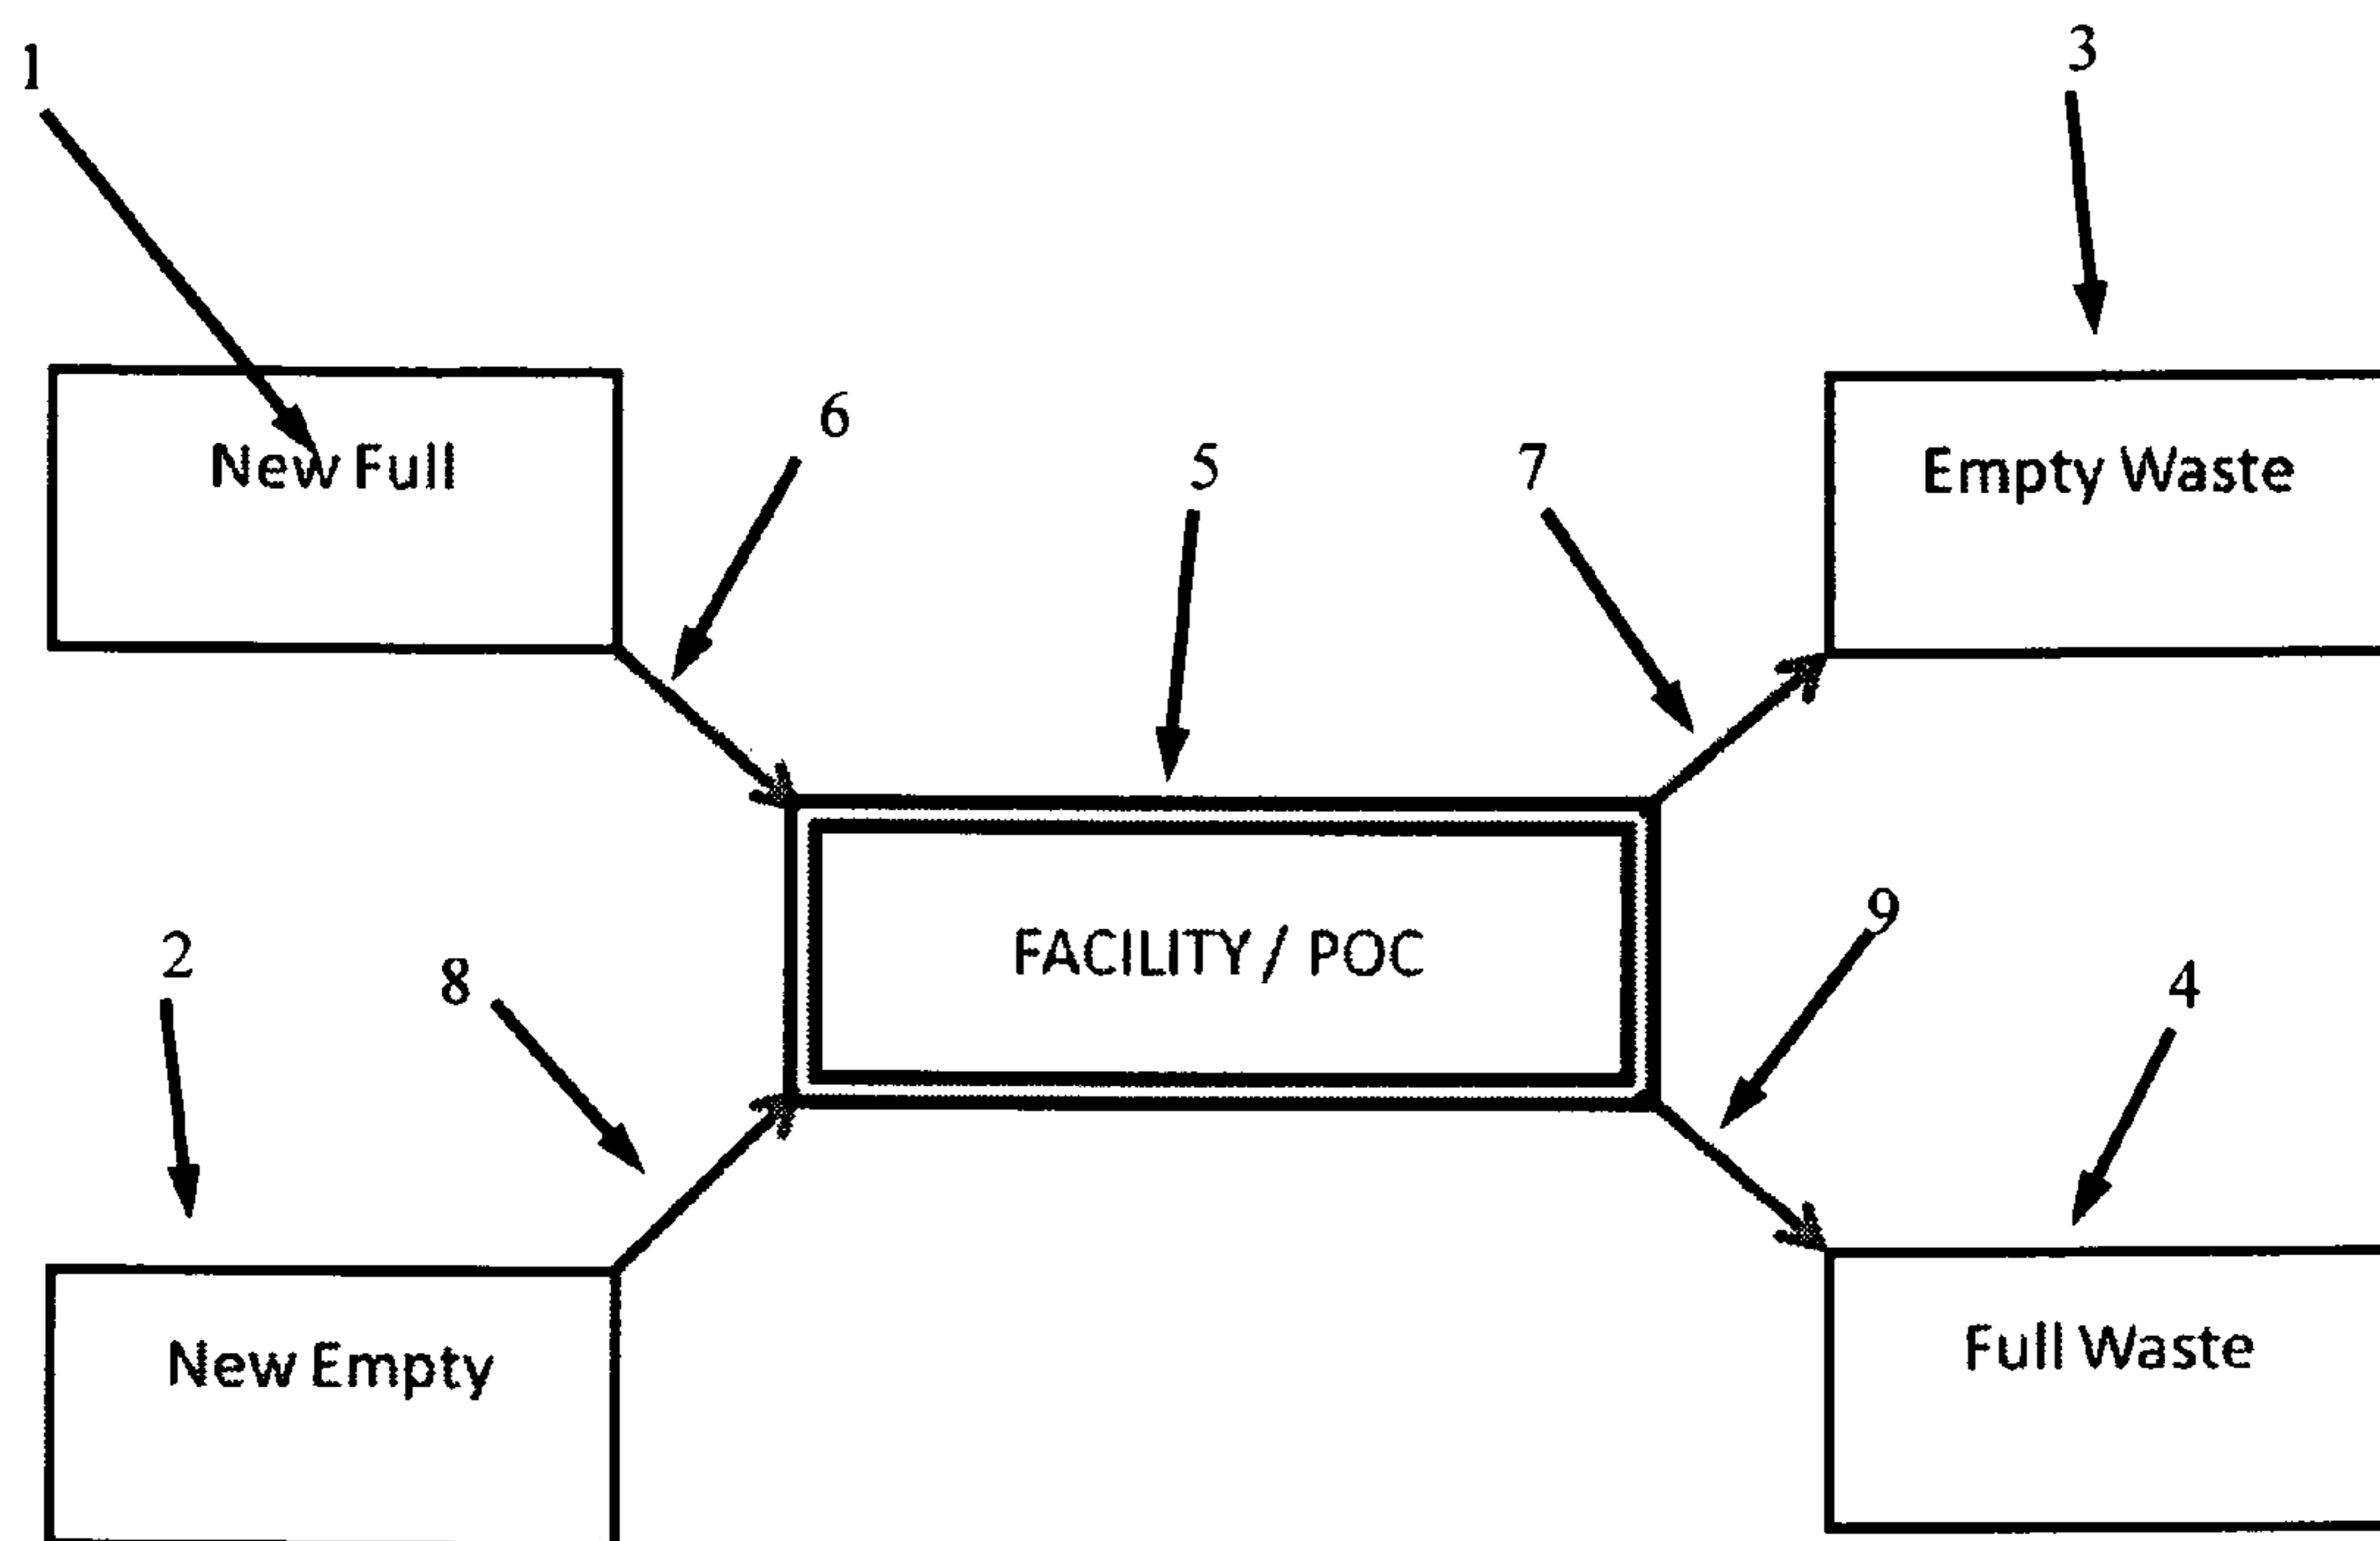 1
3
New Full
6
5
7
Empty Waste
2
8
FACILITY / POC
9
4
New Empty
Full Waste